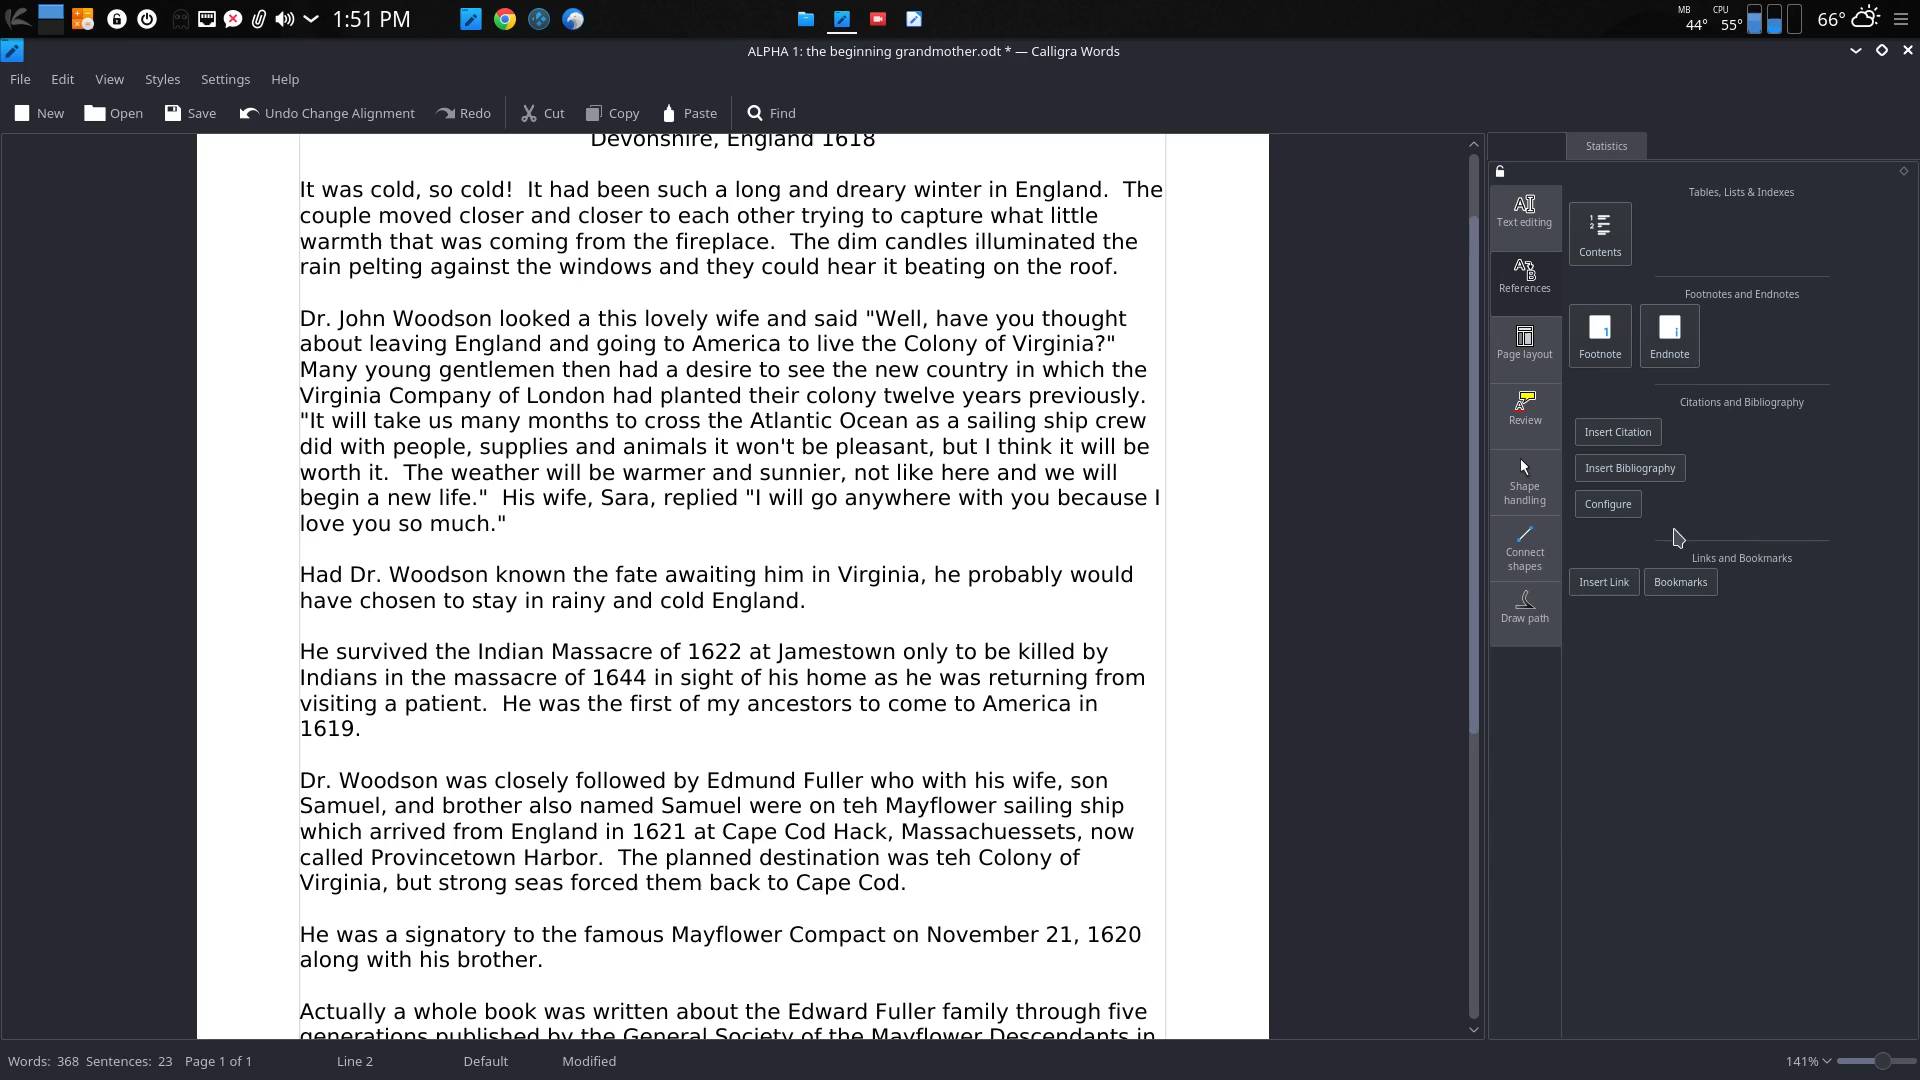 1:51 PM
MB
44°
CPU
55°
66°
ALPHA 1: the beginning grandmother.odt * — Calligra Words
File Edit View Styles Settings Help
New Open Save Undo Change Alignment Redo Cut Copy Paste Find
Devonshire, England 1618
It was cold, so cold!  It had been such a long and dreary winter in England.  The
couple moved closer and closer to each other trying to capture what little
warmth that was coming from the fireplace.  The dim candles illuminated the
rain pelting against the windows and they could hear it beating on the roof.
Dr. John Woodson looked a this lovely wife and said "Well, have you thought
about leaving England and going to America to live the Colony of Virginia?"
Many young gentlemen then had a desire to see the new country in which the
Virginia Company of London had planted their colony twelve years previously.
"It will take us many months to cross the Atlantic Ocean as a sailing ship crew
did with people, supplies and animals it won't be pleasant, but I think it will be
worth it.  The weather will be warmer and sunnier, not like here and we will
begin a new life."  His wife, Sara, replied "I will go anywhere with you because I
love you so much."
Had Dr. Woodson known the fate awaiting him in Virginia, he probably would
have chosen to stay in rainy and cold England.
He survived the Indian Massacre of 1622 at Jamestown only to be killed by
Indians in the massacre of 1644 in sight of his home as he was returning from
visiting a patient.  He was the first of my ancestors to come to America in
1619.
Dr. Woodson was closely followed by Edmund Fuller who with his wife, son
Samuel, and brother also named Samuel were on teh Mayflower sailing ship
which arrived from England in 1621 at Cape Cod Hack, Massachuessets, now
called Provincetown Harbor.  The planned destination was teh Colony of
Virginia, but strong seas forced them back to Cape Cod.
He was a signatory to the famous Mayflower Compact on November 21, 1620
along with his brother.
Actually a whole book was written about the Edward Fuller family through five
generations published by the General Society of the Mayflower Descendants in
Statistics
Text editing
References
Page layout
Review
Shape
handling
Connect
shapes
Draw path
Tables, Lists & Indexes
Contents
Footnotes and Endnotes
Footnote Endnote
Citations and Bibliography
Insert Citation
Insert Bibliography
Configure
Links and Bookmarks
Insert Link Bookmarks
Words: 368 Sentences: 23 Page 1 of 1 Line 2 Default Modified 141%